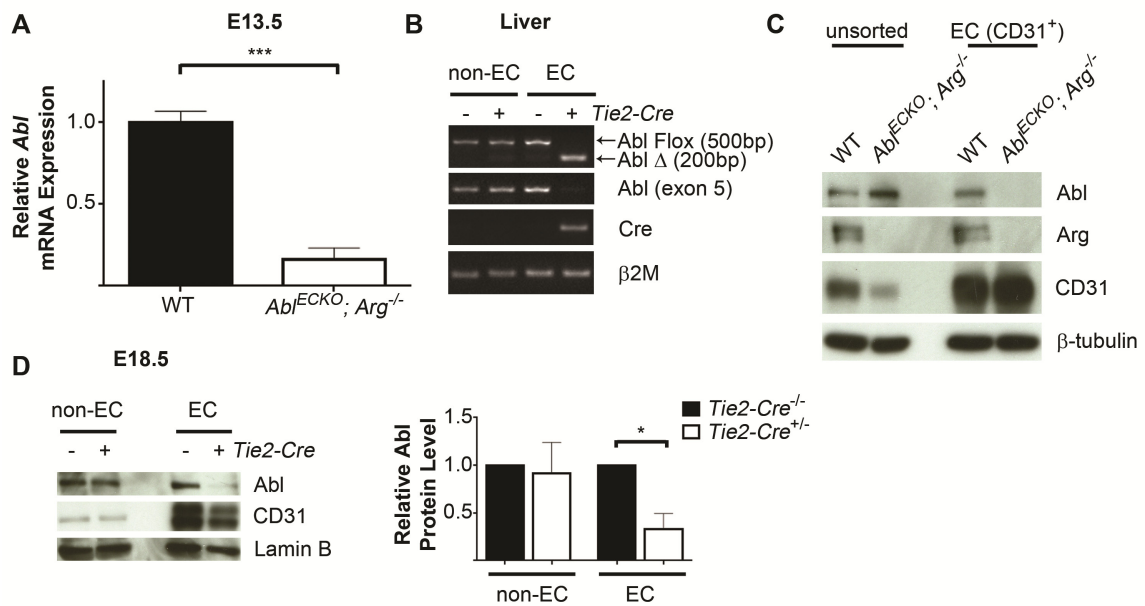 A
E13.5
***
Relative Abl
mRNA Expression
1.0
0.5
WT
Abl^ECKO; Arg^-/-
B
Liver
non-EC EC
- + - + Tie2-Cre
←Abl Flox (500bp)
←Abl Δ (200bp)
Abl (exon 5)
Cre
β2M
C
unsorted EC (CD31⁺)
WT Abl^ECKO; Arg^-/- WT Abl^ECKO; Arg^-/-
Abl
Arg
CD31
β-tubulin
D
E18.5
non-EC EC
- + - + Tie2-Cre
Abl
CD31
Lamin B
Relative Abl
Protein Level
1.5
1.0
0.5
*
Tie2-Cre^-/-
Tie2-Cre^+/-
non-EC EC